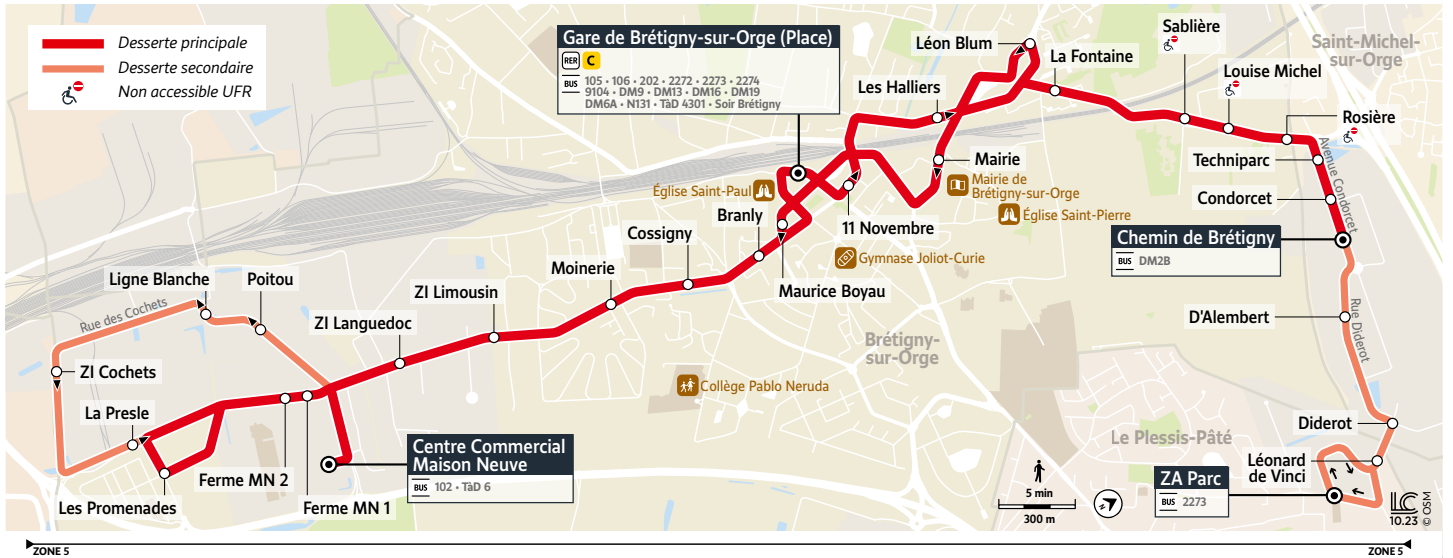 Desserte principale
Desserte secondaire
Non accessible UFR
Gare de Brétigny-sur-Orge (Place)
RER C
BUS 105 • 106 • 202 • 2272 • 2273 • 2274
9104 • DM9 • DM13 • DM16 • DM19
DM6A • N131 • TàD 4301 • Soir Brétigny
Léon Blum
La Fontaine
Sablière
Louise Michel
Saint-Michel-
sur-Orge
Rosière
Les Halliers
Techniparc
Avenue Condorcet
Condorcet
Mairie
Mairie de
Brétigny-sur-Orge
Église Saint-Paul
Église Saint-Pierre
Branly
11 Novembre
Chemin de Brétigny
BUS DM2B
Cossigny
Gymnase Joliot-Curie
Moinerie
Maurice Boyau
Ligne Blanche
Poitou
ZI Limousin
Rue des Cochets
ZI Languedoc
D'Alembert
Rue Diderot
Brétigny-
sur-Orge
ZI Cochets
Collège Pablo Neruda
La Presle
Diderot
Le Plessis-Pâté
Centre Commercial
Maison Neuve
BUS 102 • TàD 6
Léonard
de Vinci
Ferme MN 2
ZA Parc
BUS 2273
Les Promenades
Ferme MN 1
5 min
300 m
N
LC
10.23
© OSM
ZONE 5
ZONE 5